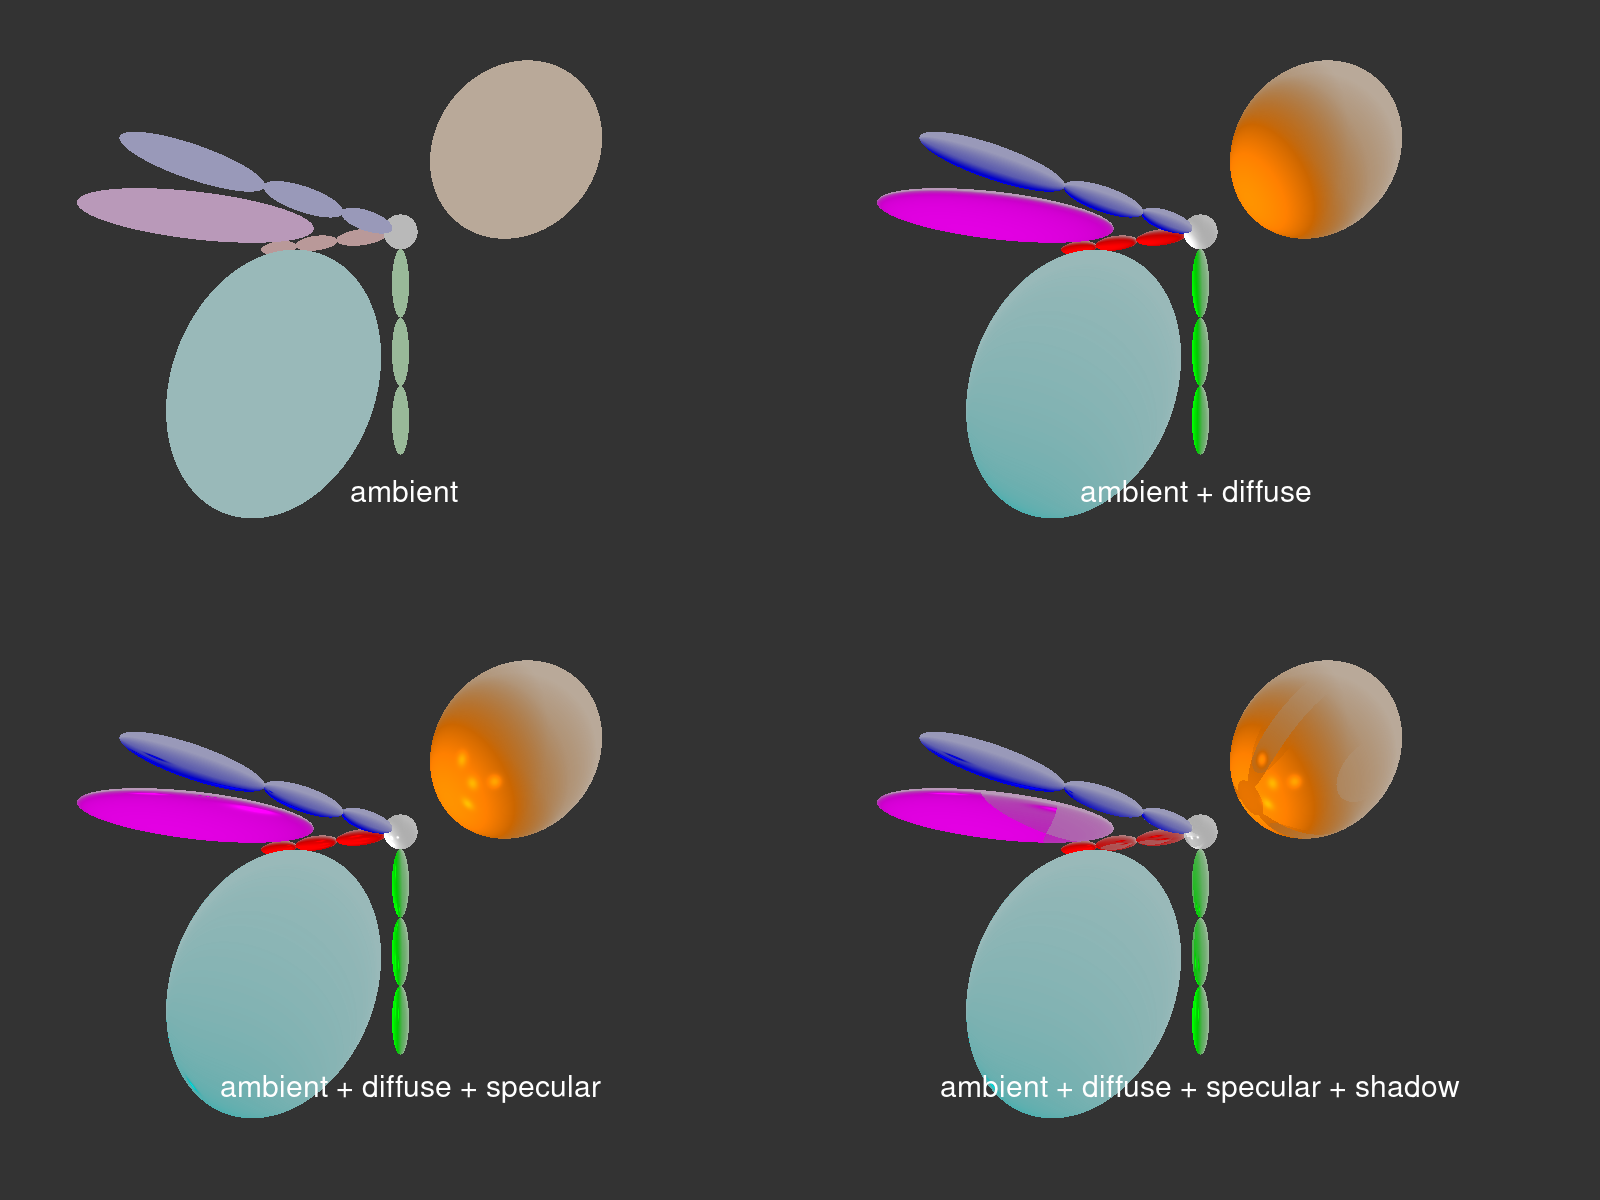 ambient
ambient + diffuse
ambient + diffuse + specular
ambient + diffuse + specular + shadow